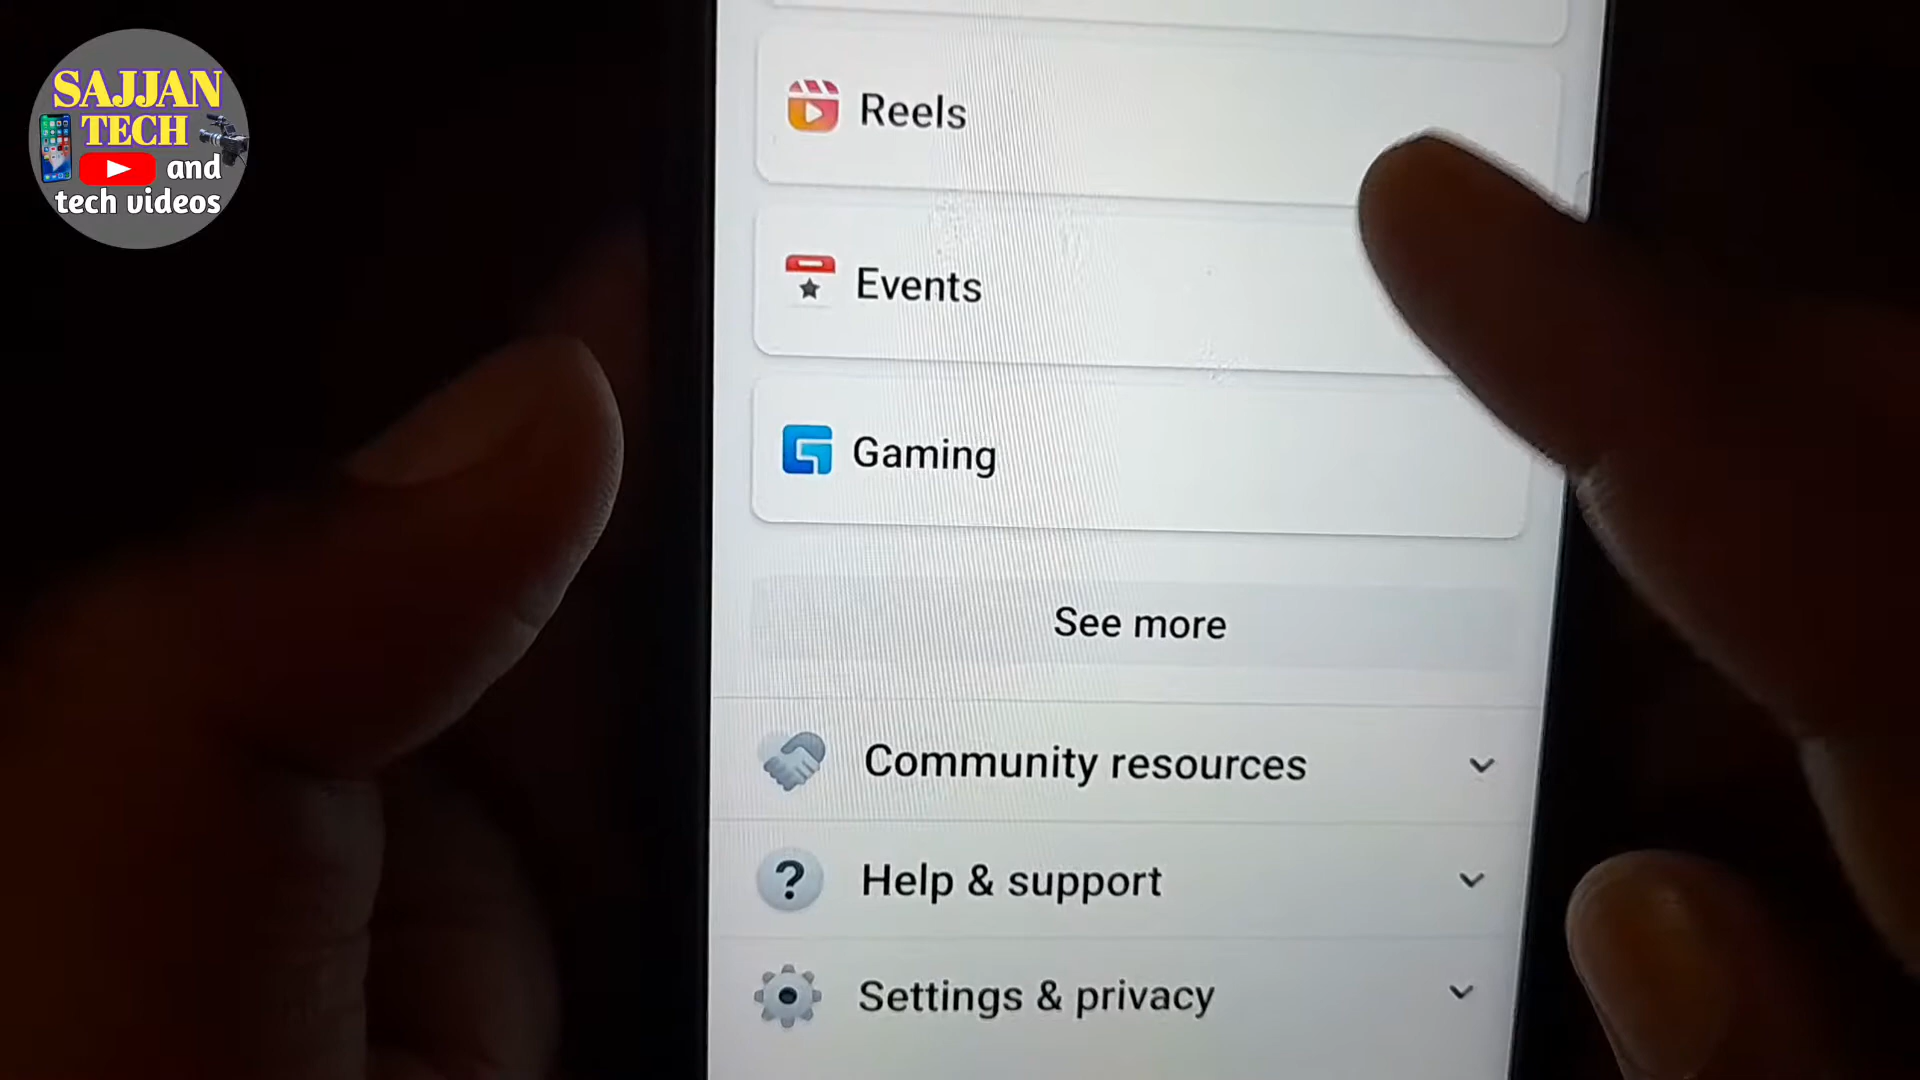 SAJJAN
TECH
and
tech videos
Reels
Events
Gaming
See more
Community resources
Help & support
Settings & privacy